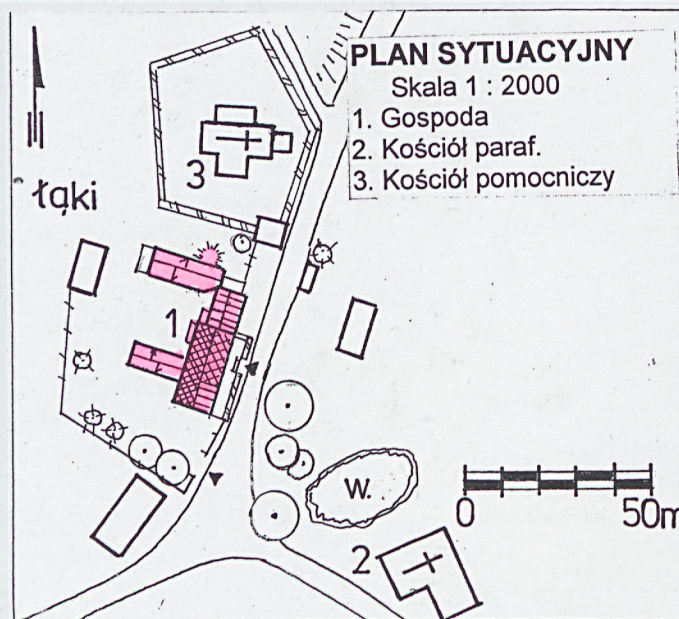 PLAN SYTUACYJNY
Skala 1 : 2000
1. Gospoda
2. Kościół paraf.
3. Kościół pomocniczy
3
łąki
1
W.
0 50m
2